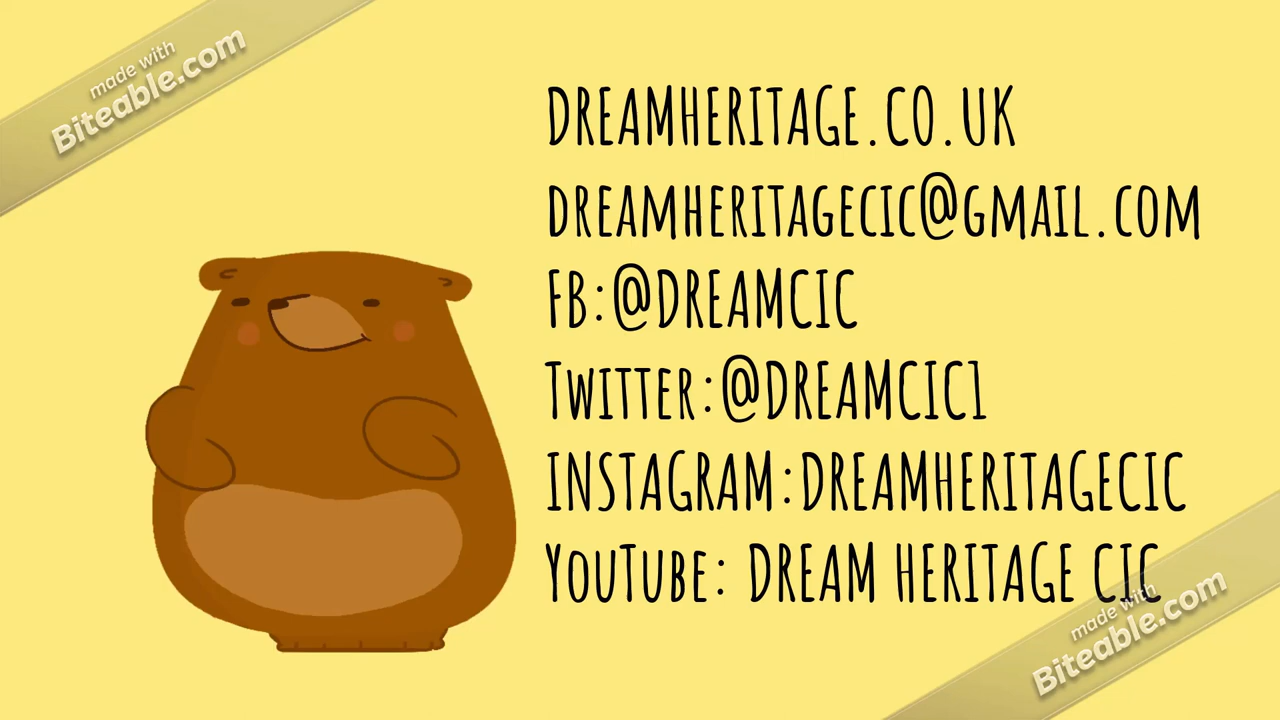 made with
Biteable.com
DREAMHERITAGE.CO.UK
DREAMHERITAGECIC@GMAIL.COM
FB:@DREAMCIC
TWITTER:@DREAMCIC1
INSTAGRAM:DREAMHERITAGECIC
YOUTUBE: DREAM HERITAGE CIC
made with
Biteable.com